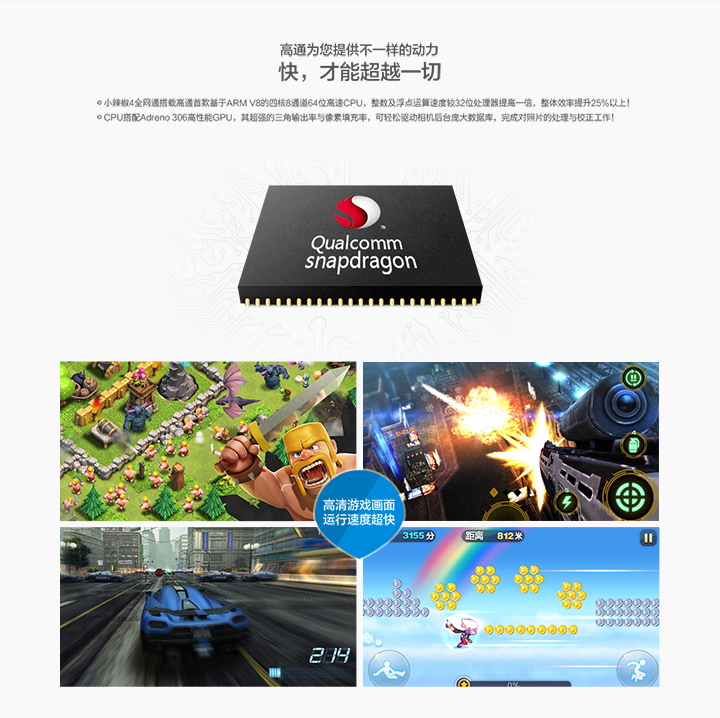 高通为您提供不一样的动力
快，才能超越一切
小辣椒4全网通搭载高通首款基于ARM V8的四核8通道64位高速CPU，整数及浮点运算速度较32位处理器提高一倍，整体效率提升25%以上！
CPU搭配Adreno 306高性能GPU，其超强的三角输出率与像素填充率，可轻松驱动相机后台庞大数据库，完成对照片的处理与校正工作！
Qualcomm
snapdragon
TM
4
高清游戏画面
运行速度超快
3155分 距离 812米
214
0%